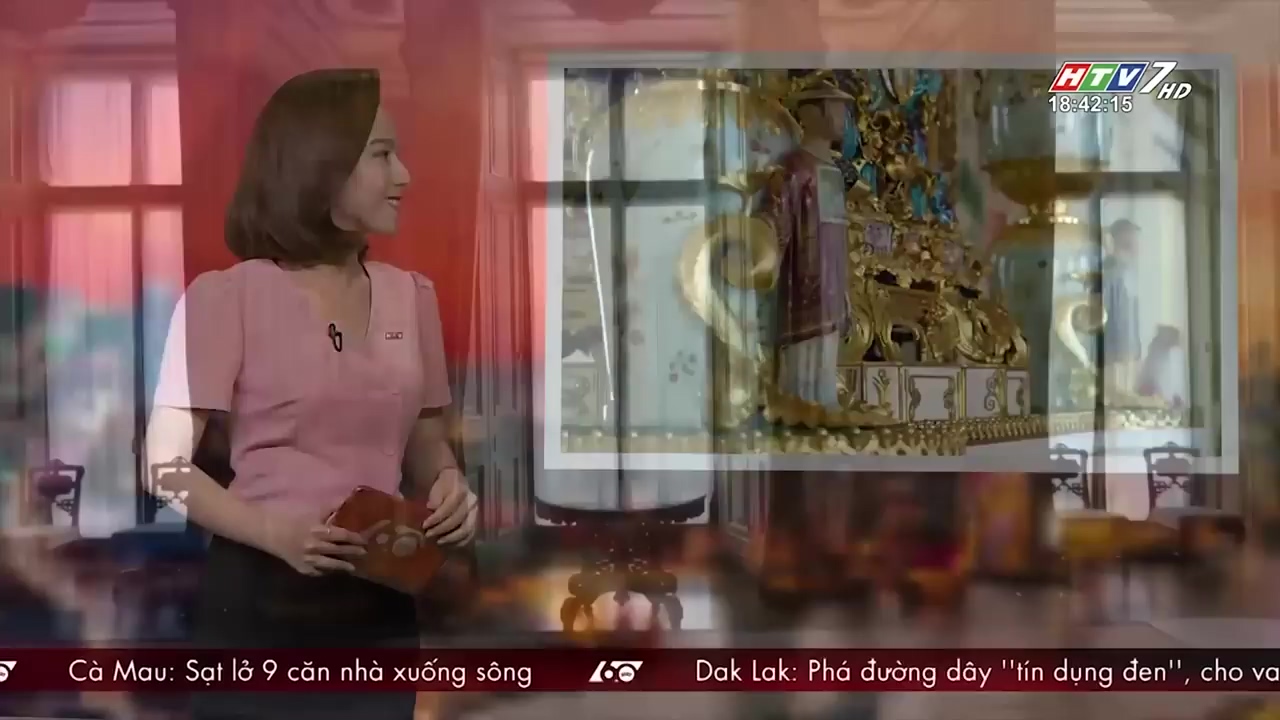 HTV7 HD
18:42:15
Cà Mau: Sạt lở 9 căn nhà xuống sông
60 Dak Lak: Phá đường dây "tín dụng đen", cho va